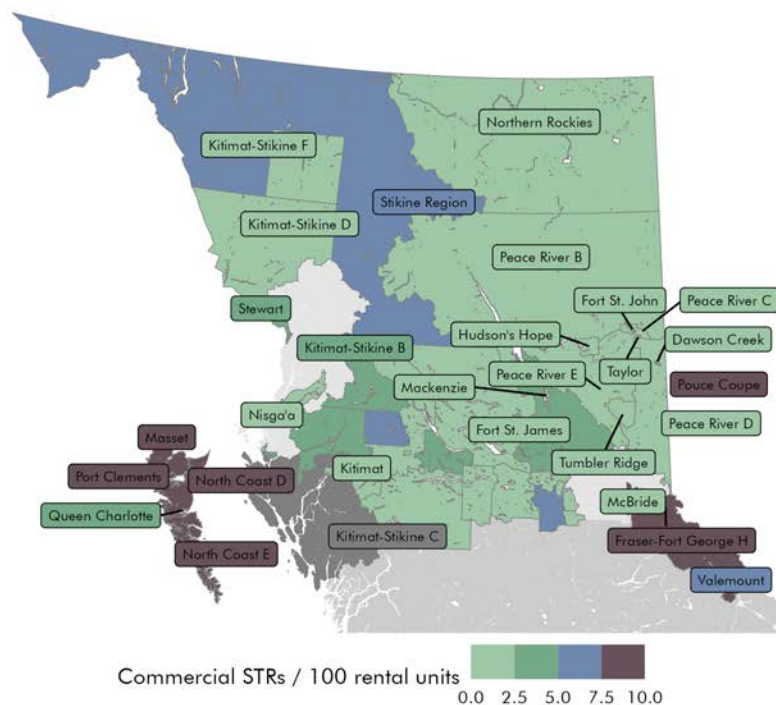 Northern Rockies
Kitimat-Stikine F
Stikine Region
Kitimat-Stikine D
Peace River B
Fort St. John
Peace River C
Stewart
Hudson's Hope
Dawson Creek
Kitimat-Stikine B
Peace River E
Taylor
Mackenzie
Pouce Coupe
Nisga'a
Fort St. James
Peace River D
Masset
Kitimat
Tumbler Ridge
Port Clements
North Coast D
McBride
Queen Charlotte
Kitimat-Stikine C
Fraser-Fort George H
North Coast E
Valemount
Commercial STRs / 100 rental units
0.0 2.5 5.0 7.5 10.0